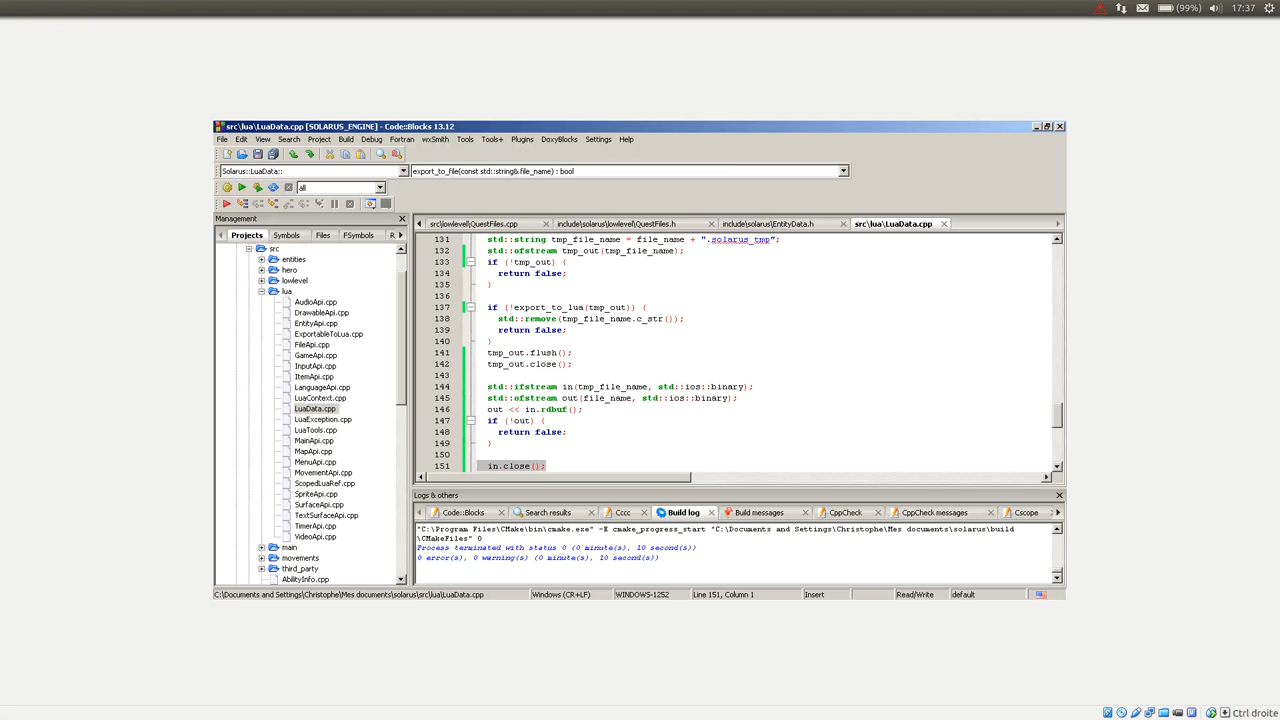 (99%) 17:37
src\lua\LuaData.cpp [SOLARUS_ENGINE] - Code::Blocks 13.12
File Edit View Search Project Build Debug Fortran wxSmith Tools Tools+ Plugins DoxyBlocks Settings Help
Solarus::LuaData:: export_to_file(const std::string& file_name) : bool
all
Management
Projects Symbols Files FSymbols R
src
entities
hero
lowlevel
lua
AudioApi.cpp
DrawableApi.cpp
EntityApi.cpp
ExportableToLua.cpp
FileApi.cpp
GameApi.cpp
InputApi.cpp
ItemApi.cpp
LanguageApi.cpp
LuaContext.cpp
LuaData.cpp
LuaException.cpp
LuaTools.cpp
MainApi.cpp
MapApi.cpp
MenuApi.cpp
MovementApi.cpp
ScopedLuaRef.cpp
SpriteApi.cpp
SurfaceApi.cpp
TextSurfaceApi.cpp
TimerApi.cpp
VideoApi.cpp
main
movements
third_party
AbilityInfo.cpp
src\lowlevel\QuestFiles.cpp include\solarus\lowlevel\QuestFiles.h include\solarus\EntityData.h src\lua\LuaData.cpp
131 std::string tmp_file_name = file_name + ".solarus_tmp";
132 std::ofstream tmp_out(tmp_file_name);
133 if (!tmp_out) {
134 return false;
135 }
136
137 if (!export_to_lua(tmp_out)) {
138 std::remove(tmp_file_name.c_str());
139 return false;
140 }
141 tmp_out.flush();
142 tmp_out.close();
143
144 std::ifstream in(tmp_file_name, std::ios::binary);
145 std::ofstream out(file_name, std::ios::binary);
146 out << in.rdbuf();
147 if (!out) {
148 return false;
149 }
150
151 in.close();
Logs & others
Code::Blocks Search results Cccc Build log Build messages CppCheck CppCheck messages Cscope
"C:\Program Files\CMake\bin\cmake.exe" -E cmake_progress_start "C:\Documents and Settings\Christophe\Mes documents\solarus\build
\CMakeFiles" 0
Process terminated with status 0 (0 minute(s), 10 second(s))
0 error(s), 0 warning(s) (0 minute(s), 10 second(s))
C:\Documents and Settings\Christophe\Mes documents\solarus\src\lua\LuaData.cpp Windows (CR+LF) WINDOWS-1252 Line 151, Column 1 Insert Read/Write default
Ctrl droite